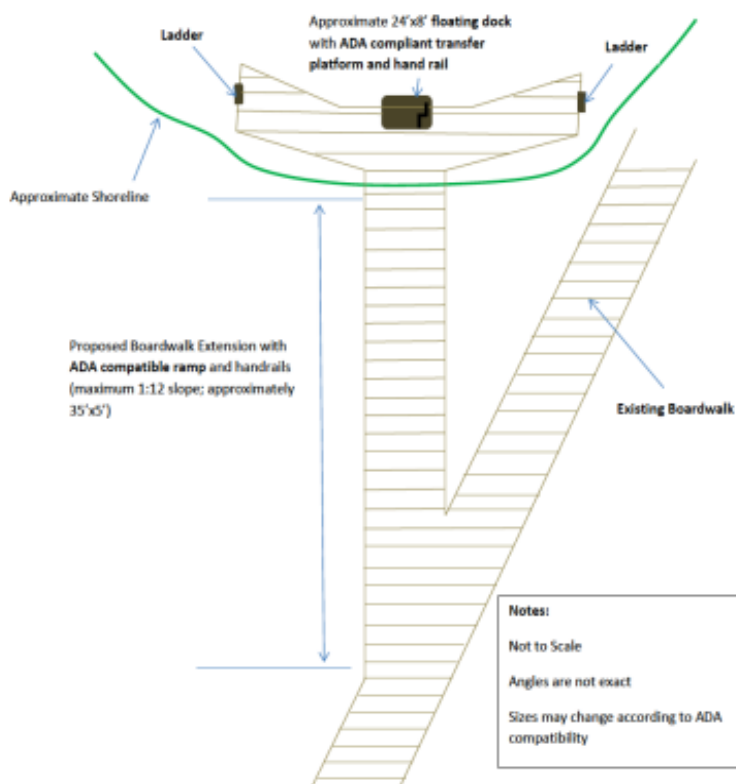 Approximate 24'x8' floating dock
with ADA compliant transfer
platform and hand rail
Ladder
Ladder
Approximate Shoreline
Proposed Boardwalk Extension with
ADA compatible ramp and handrails
(maximum 1:12 slope; approximately
35'x5')
Existing Boardwalk
Notes:
Not to Scale
Angles are not exact
Sizes may change according to ADA
compatibility